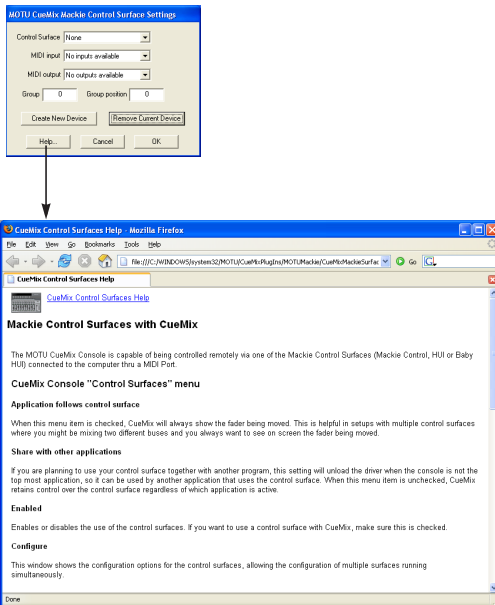 MOTU CueMix Mackie Control Surface Settings
Control Surface None
MIDI input No inputs available
MIDI output No outputs available
Group 0 Group position 0
Create New Device Remove Current Device
Help... Cancel OK
CueMix Control Surfaces Help - Mozilla Firefox
File Edit View Go Bookmarks Tools Help
file:///C:/WINDOWS/system32/MOTU/CueMixPlugIns/MOTUMackie/CueMixMackieSurfac Go G
CueMix Control Surfaces Help
CueMix Control Surfaces Help
Mackie Control Surfaces with CueMix
The MOTU CueMix Console is capable of being controlled remotely via one of the Mackie Control Surfaces (Mackie Control, HUI or Baby
HUI) connected to the computer thru a MIDI Port.
CueMix Console "Control Surfaces" menu
Application follows control surface
When this menu item is checked, CueMix will always show the fader being moved. This is helpful in setups with multiple control surfaces
where you might be mixing two different buses and you always want to see on screen the fader being moved.
Share with other applications
If you are planning to use your control surface together with another program, this setting will unload the driver when the console is not the
top most application, so it can be used by another application that uses the control surface. When this menu item is unchecked, CueMix
retains control over the control surface regardless of which application is active.
Enabled
Enables or disables the use of the control surfaces. If you want to use a control surface with CueMix, make sure this is checked.
Configure
This window shows the configuration options for the control surfaces, allowing the configuration of multiple surfaces running
simultaneously.
Done